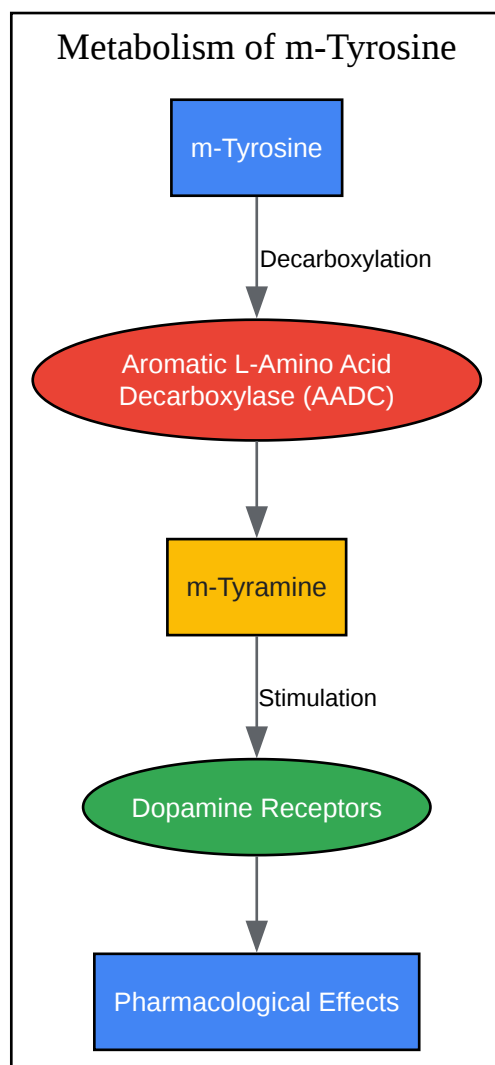 Metabolism of m-Tyrosine
m-Tyrosine
Decarboxylation
Aromatic L-Amino Acid
Decarboxylase (AADC)
m-Tyramine
Stimulation
Dopamine Receptors
Pharmacological Effects